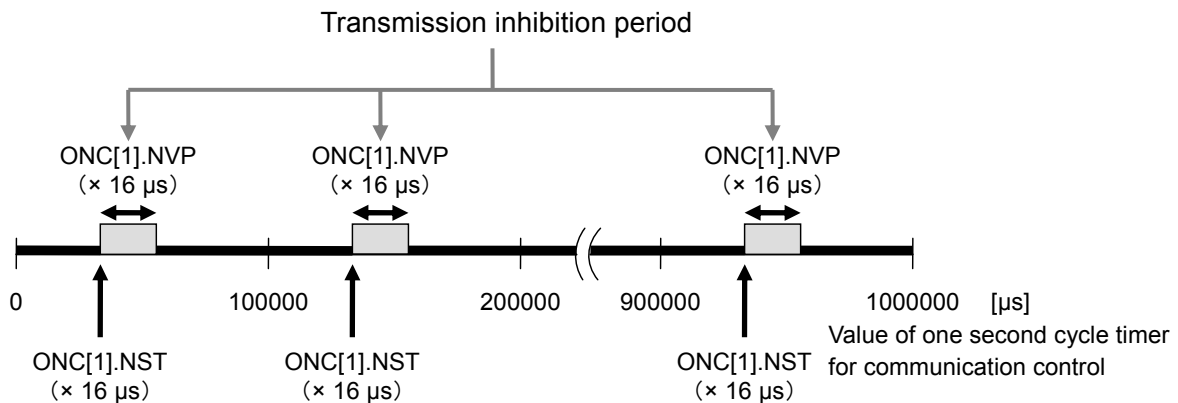 Transmission inhibition period
ONC[1].NVP ONC[1].NVP ONC[1].NVP
（× 16 μs） （× 16 μs） （× 16 μs）
0 100000 200000 900000 1000000 [μs]
Value of one second cycle timer
for communication control
ONC[1].NST ONC[1].NST ONC[1].NST
（× 16 μs） （× 16 μs） （× 16 μs）